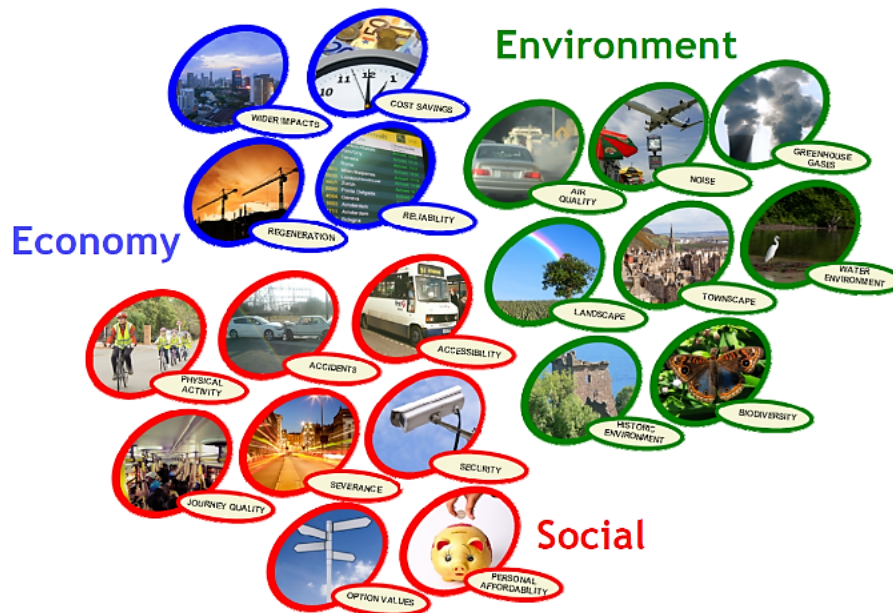 Environment
WIDER IMPACTS
COST SAVINGS
REGENERATION
RELIABILITY
Economy
AIR
QUALITY
NOISE
GREENHOUSE
GASES
LANDSCAPE
TOWNSCAPE
WATER
ENVIRONMENT
HISTORIC
ENVIRONMENT
BIODIVERSITY
PHYSICAL
ACTIVITY
ACCIDENTS
ACCESSIBILITY
JOURNEY QUALITY
SEVERANCE
SECURITY
OPTION VALUES
PERSONAL
AFFORDABILITY
Social